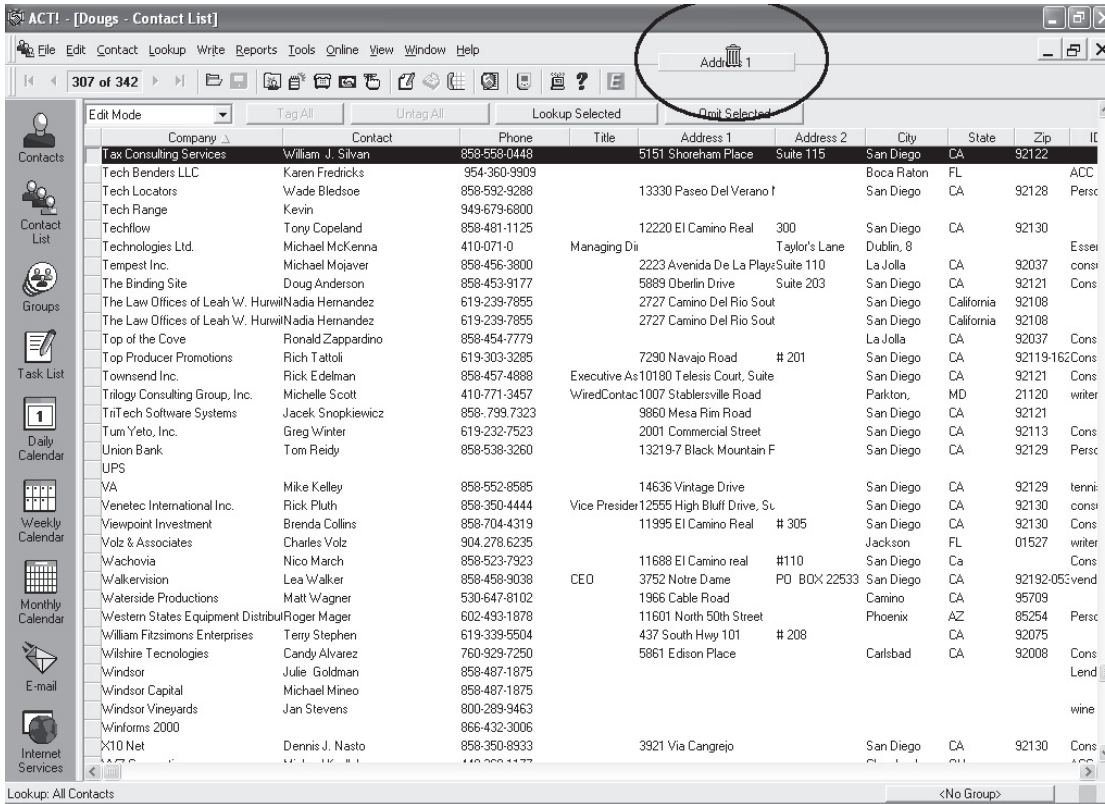 ACT! - [Dougs - Contact List]
File Edit Contact Lookup Write Reports Tools Online View Window Help
Address 1
307 of 342
Edit Mode Tag All Untag All Lookup Selected Omit Selected
Company Contact Phone Title Address 1 Address 2 City State Zip
Tax Consulting Services William J. Silvan 858-558-0448 5151 Shoreham Place Suite 115 San Diego CA 92122
Tech Benders LLC Karen Fredricks 954-360-9909 Boca Raton FL ACC
Tech Locators Wade Bledsoe 858-592-9288 13330 Paseo Del Verano San Diego CA 92128 Perso
Tech Range Kevin 949-679-6800
Techflow Tony Copeland 858-481-1125 12220 El Camino Real 300 San Diego CA 92130
Technologies Ltd. Michael McKenna 410-071-0 Managing Dir Taylor's Lane Dublin, 8 Esser
Tempest Inc. Michael Mojaver 858-456-3800 2223 Avenida De La Playa Suite 110 La Jolla CA 92037 consu
The Binding Site Doug Anderson 858-453-9177 5889 Oberlin Drive Suite 203 San Diego CA 92121 Cons
The Law Offices of Leah W. Hurwi Nadia Hernandez 619-239-7855 2727 Camino Del Rio Sout San Diego California 92108
The Law Offices of Leah W. Hurwi Nadia Hernandez 619-239-7855 2727 Camino Del Rio Sout San Diego California 92108
Top of the Cove Ronald Zappardino 858-454-7779 La Jolla CA 92037 Cons
Top Producer Promotions Rich Tattoli 619-303-3285 7290 Navajo Road # 201 San Diego CA 92119-162 Cons
Townsend Inc. Rick Edelman 858-457-4888 Executive As 10180 Telesis Court, Suite San Diego CA 92121 Cons
Trilogy Consulting Group, Inc. Michelle Scott 410-771-3457 WiredContac 1007 Stablersville Road Parkton, MD 21120 writer
TriTech Software Systems Jacek Snopkiewicz 858-.799.7323 9860 Mesa Rim Road San Diego CA 92121
Tum Yeto, Inc. Greg Winter 619-232-7523 2001 Commercial Street San Diego CA 92113 Cons
Union Bank Tom Reidy 858-538-3260 13219-7 Black Mountain F San Diego CA 92129 Perso
UPS
VA Mike Kelley 858-552-8585 14636 Vintage Drive San Diego CA 92129 tenni
Venetec International Inc. Rick Pluth 858-350-4444 Vice Presider 12555 High Bluff Drive, Su San Diego CA 92130 consu
Viewpoint Investment Brenda Collins 858-704-4319 11995 El Camino Real # 305 San Diego CA 92130 Cons
Volz & Associates Charles Volz 904.278.6235 Jackson FL 01527 writer
Wachovia Nico March 858-523-7923 11688 El Camino real #110 San Diego Ca Cons
Walkervision Lea Walker 858-458-9038 CEO 3752 Notre Dame PO BOX 22533 San Diego CA 92192-053 vend
Waterside Productions Matt Wagner 530-647-8102 1966 Cable Road Camino CA 95709
Western States Equipment Distribut Roger Mager 602-493-1878 11601 North 50th Street Phoenix AZ 85254 Perso
William Fitzsimons Enterprises Terry Stephen 619-339-5504 437 South Hwy 101 # 208 CA 92075
Wilshire Tecnologies Candy Alvarez 760-929-7250 5861 Edison Place Carlsbad CA 92008 Cons
Windsor Julie Goldman 858-487-1875 Lend
Windsor Capital Michael Mineo 858-487-1875
Windsor Vineyards Jan Stevens 800-289-9463 wine
Winforms 2000 866-432-3006
X10 Net Dennis J. Nasto 858-350-8933 3921 Via Cangrejo San Diego CA 92130 Cons
Contacts
Contact
List
Groups
Task List
1
Daily
Calendar
Weekly
Calendar
Monthly
Calendar
E-mail
Internet
Services
Lookup: All Contacts <No Group>